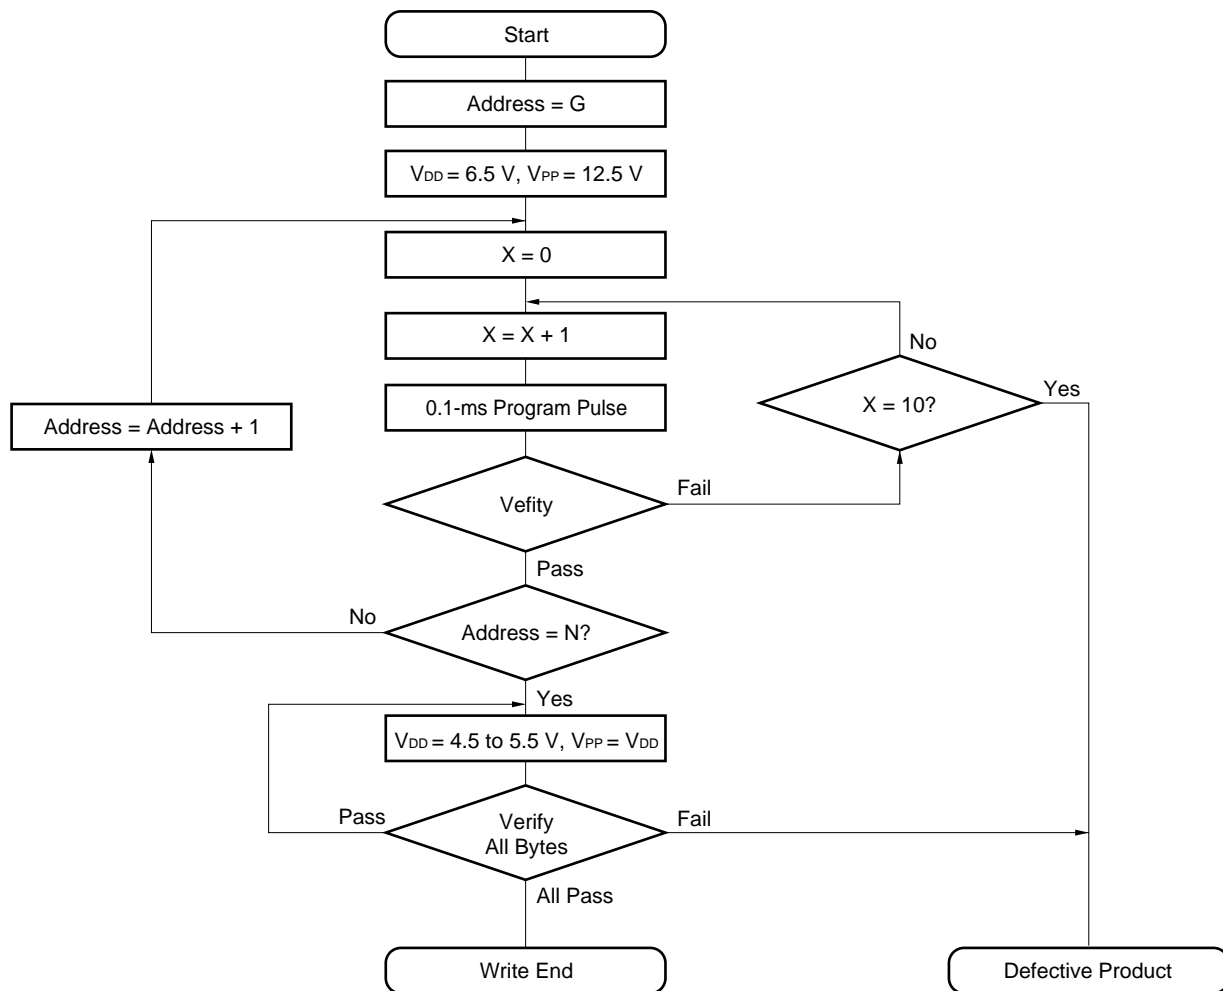 Start
Address = G
VDD = 6.5 V, VPP = 12.5 V
X = 0
X = X + 1
No
0.1-ms Program Pulse
X = 10?
Yes
Address = Address + 1
Vefity
Fail
Pass
No
Address = N?
Yes
VDD = 4.5 to 5.5 V, VPP = VDD
Pass
Verify
All Bytes
Fail
All Pass
Write End
Defective Product